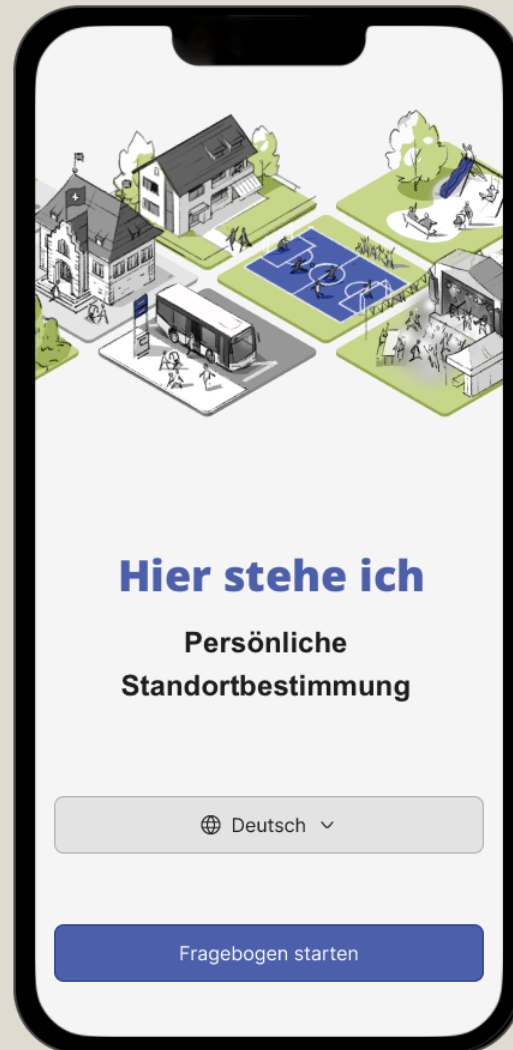 Hier stehe ich
Persönliche
Standortbestimmung
Deutsch
Fragebogen starten